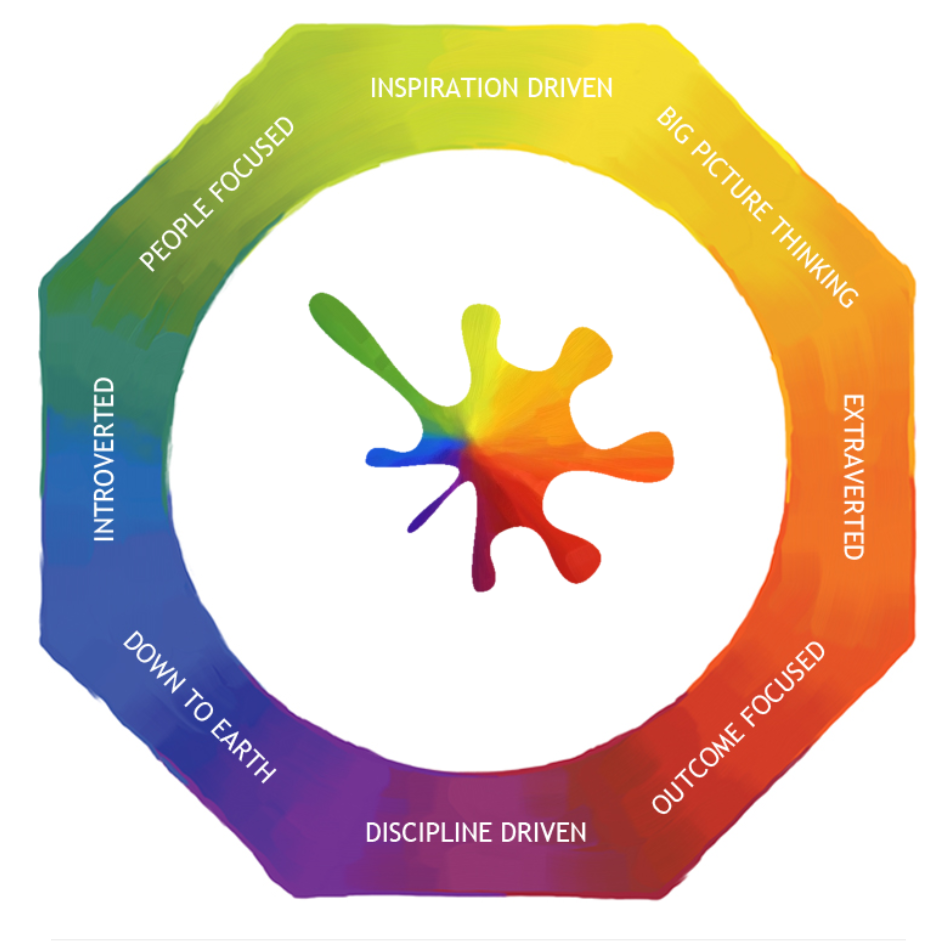 INSPIRATION DRIVEN
BIG PICTURE THINKING
EXTRAVERTED
OUTCOME FOCUSED
DISCIPLINE DRIVEN
DOWN TO EARTH
INTROVERTED
PEOPLE FOCUSED